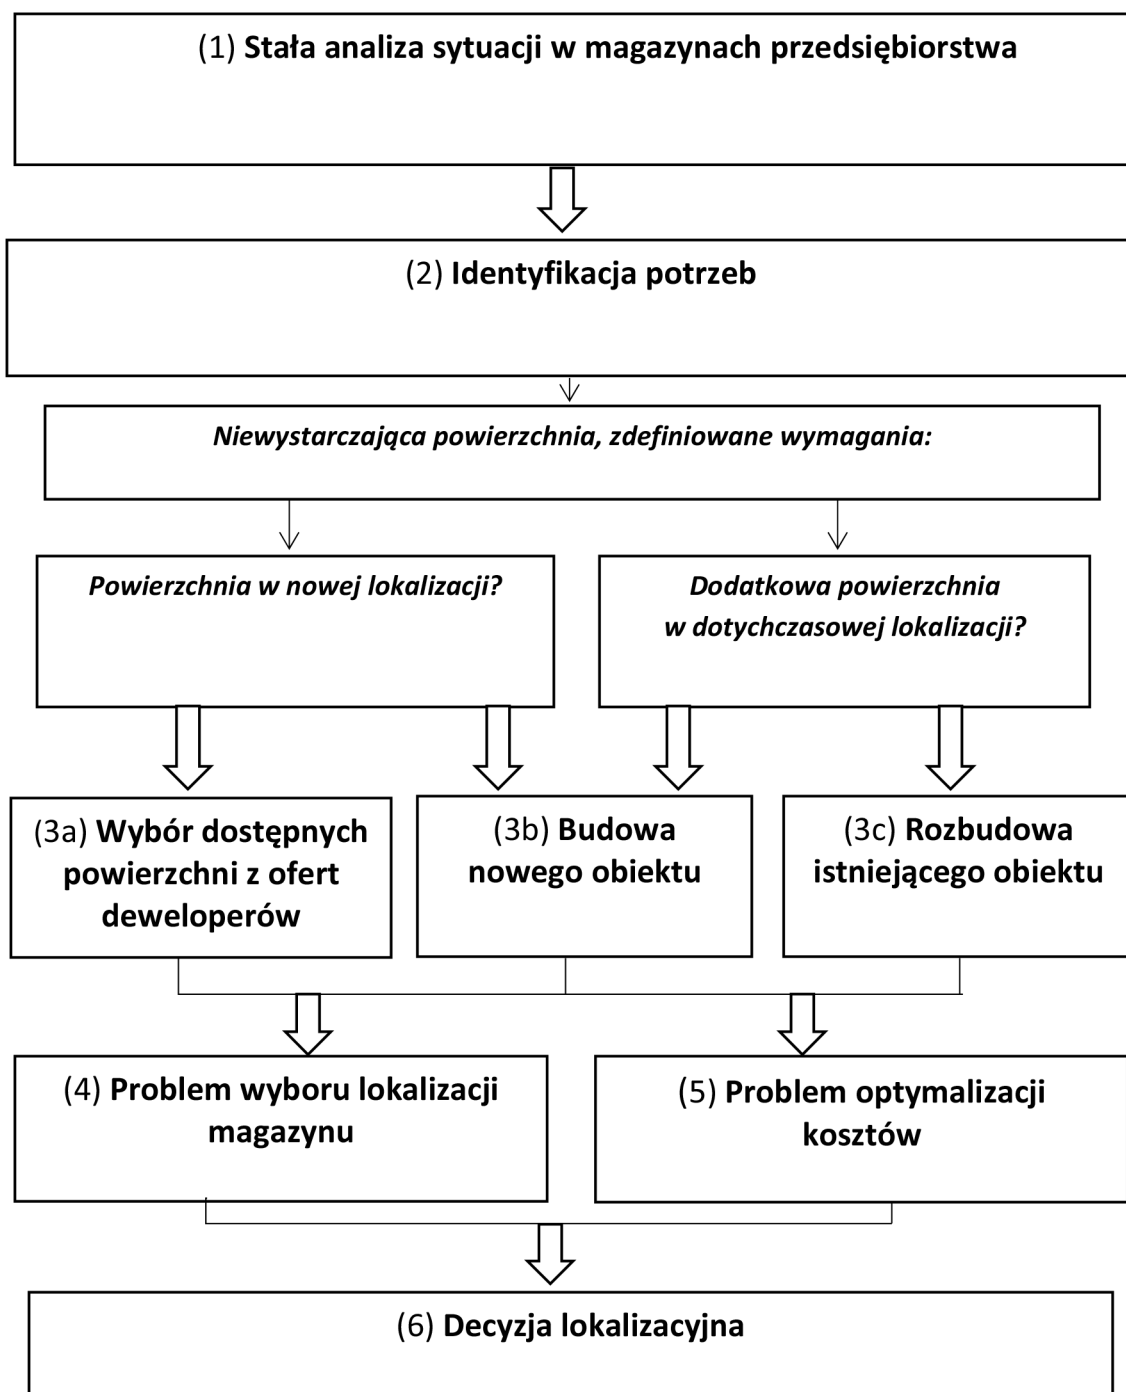 (1) Stała analiza sytuacji w magazynach przedsiębiorstwa
(2) Identyfikacja potrzeb
Niewystarczająca powierzchnia, zdefiniowane wymagania:
Powierzchnia w nowej lokalizacji?
Dodatkowa powierzchnia
w dotychczasowej lokalizacji?
(3a) Wybór dostępnych
powierzchni z ofert
deweloperów
(3b) Budowa
nowego obiektu
(3c) Rozbudowa
istniejącego obiektu
(4) Problem wyboru lokalizacji
magazynu
(5) Problem optymalizacji
kosztów
(6) Decyzja lokalizacyjna